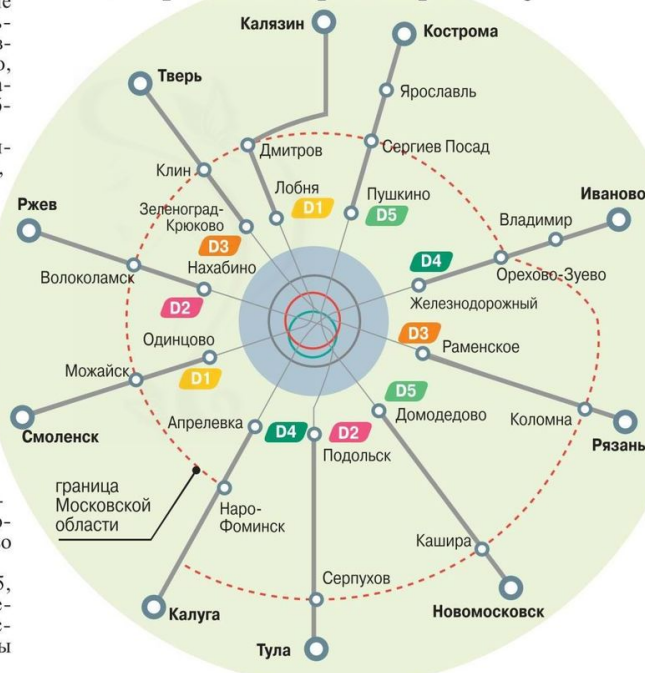 Калязин
Кострома
Тверь
Ярославль
Дмитров
Сергиев Посад
Клин
Лобня
D1
Пушкино
D5
Зеленоград-
Крюково
D3
Ржев
Иваново
Владимир
Нахабино
D4
Орехово-Зуево
Волоколамск
D2
Железнодорожный
Одинцово
D3
Раменское
Можайск
D1
D5
Домодедово
Коломна
Апрелевка
D4
D2
Смоленск
Рязань
Подольск
граница
Московской
области
Наро-
Фоминск
Кашира
Серпухов
Калуга
Новомосковск
Тула